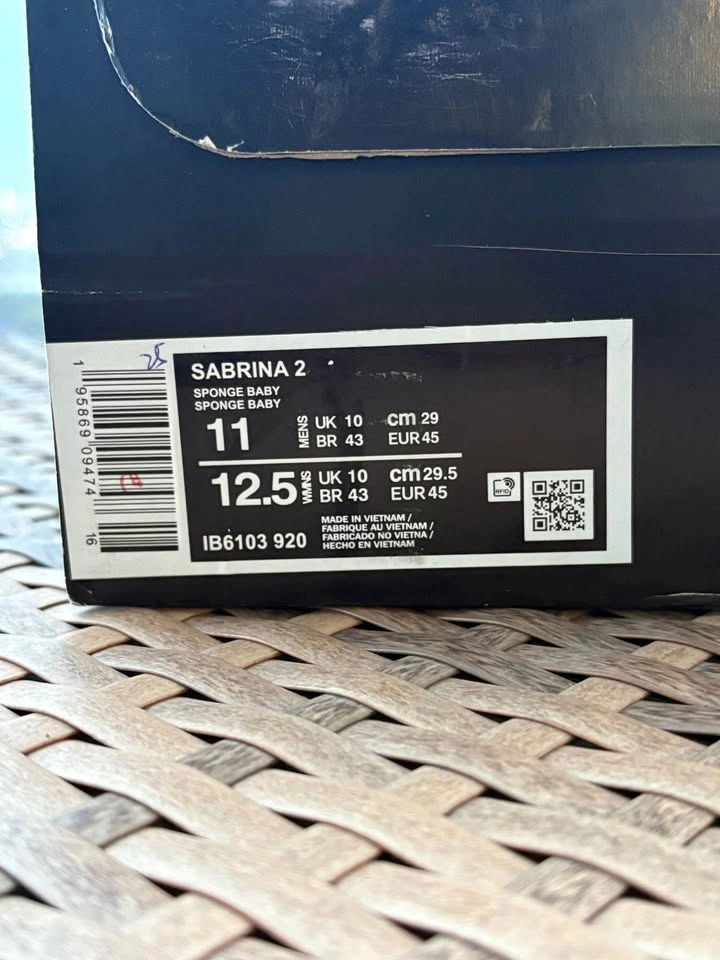 SABRINA 2
SPONGE BABY
SPONGE BABY
11 MENS UK 10 cm 29
BR 43 EUR 45
12.5 WMNS UK 10 cm 29.5
BR 43 EUR 45
RFID
IB6103 920
MADE IN VIETNAM /
FABRIQUE AU VIETNAM /
FABRICADO NO VIETNA /
HECHO EN VIETNAM
1 95869 09474 16